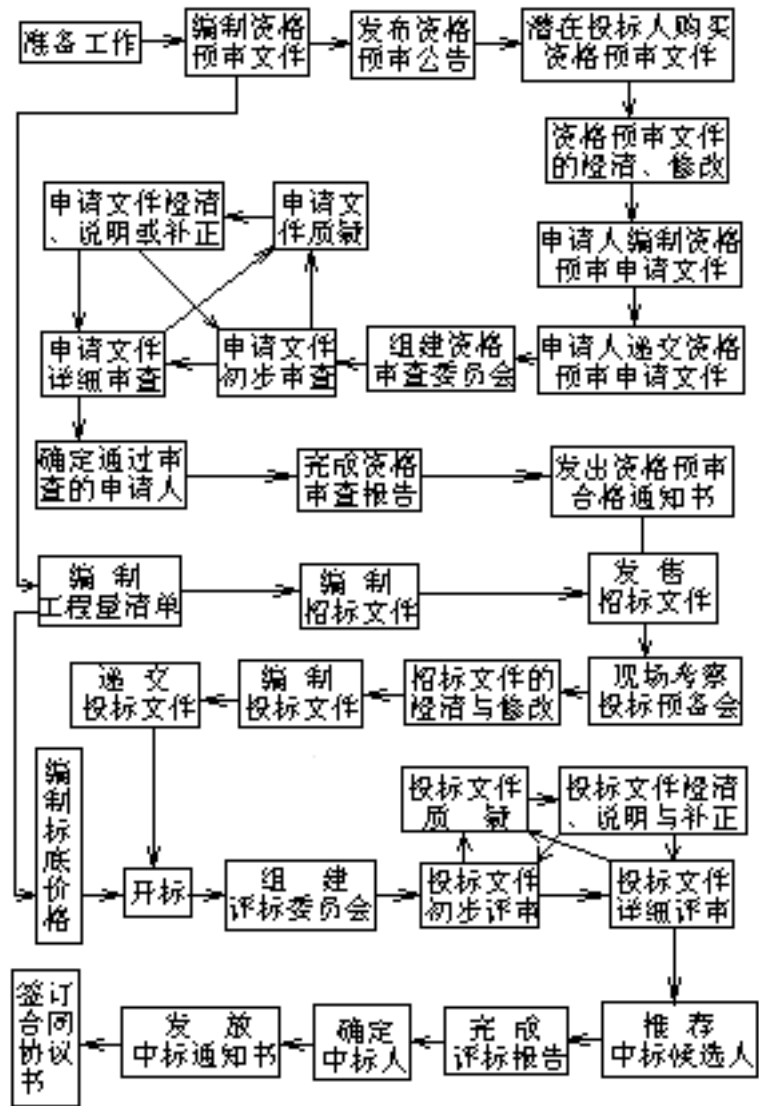 准备工作
编制资格
预审文件
发布资格
预审公告
潜在投标人购买
资格预审文件
资格预审文件
的澄清、修改
申请文件澄清
、说明或补正
申请文
件质疑
申请人编制资格
预审申请文件
申请文件
详细审查
申请文件
初步审查
组建资格
审查委员会
申请人递交资格
预审申请文件
确定通过审
查的申请人
完成资格
审查报告
发出资格预审
合格通知书
编制
工程量清单
编制
招标文件
发售
招标文件
递交
投标文件
编制
投标文件
招标文件的
澄清与修改
现场考察
投标预备会
编制标底价格
投标文件
质疑
投标文件澄清
、说明与补正
开标
组建
评标委员会
投标文件
初步评审
投标文件
详细评审
签订
合同
协议
书
发放
中标通知书
确定
中标人
完成
评标报告
推荐
中标候选人